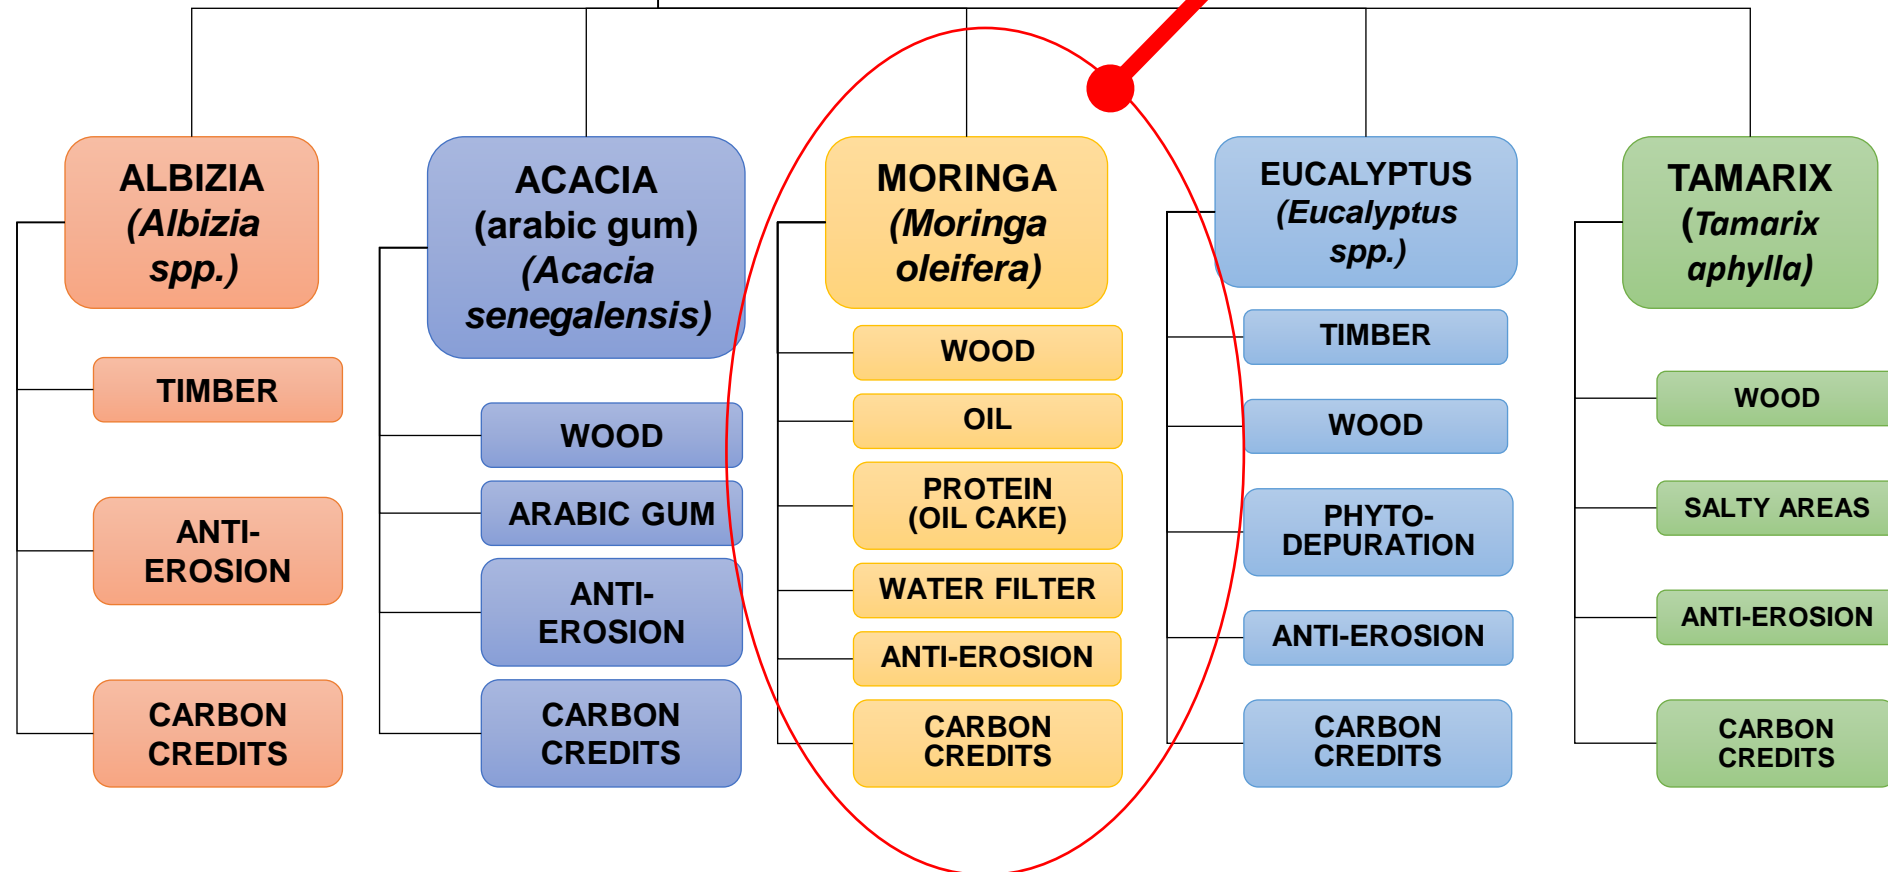 ALBIZIA
(Albizia
spp.)
TIMBER
ANTI-
EROSION
CARBON
CREDITS
ACACIA
(arabic gum)
(Acacia
senegalensis)
WOOD
ARABIC GUM
ANTI-
EROSION
CARBON
CREDITS
MORINGA
(Moringa
oleifera)
WOOD
OIL
PROTEIN
(OIL CAKE)
WATER FILTER
ANTI-EROSION
CARBON
CREDITS
EUCALYPTUS
(Eucalyptus
spp.)
TIMBER
WOOD
PHYTO-
DEPURATION
ANTI-EROSION
CARBON
CREDITS
TAMARIX
(Tamarix
aphylla)
WOOD
SALTY AREAS
ANTI-EROSION
CARBON
CREDITS